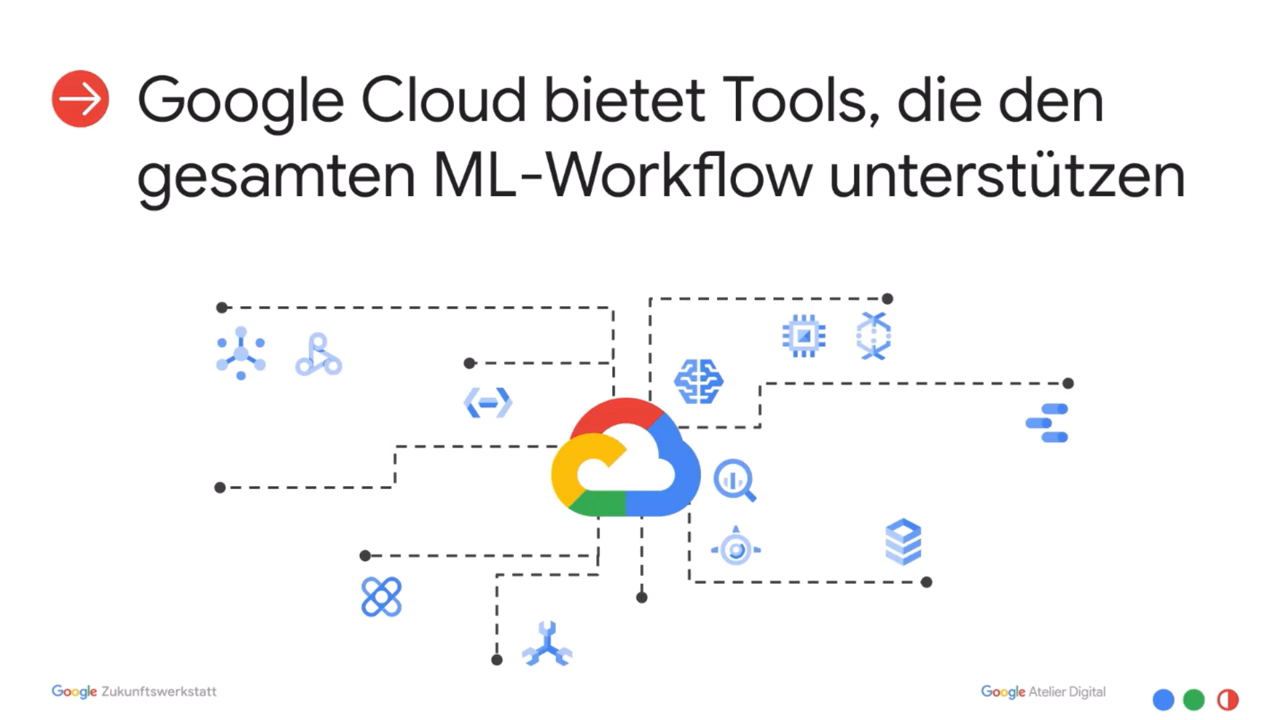 Google Cloud bietet Tools, die den
gesamten ML-Workflow unterstützen
Google Zukunftswerkstatt
Google Atelier Digital